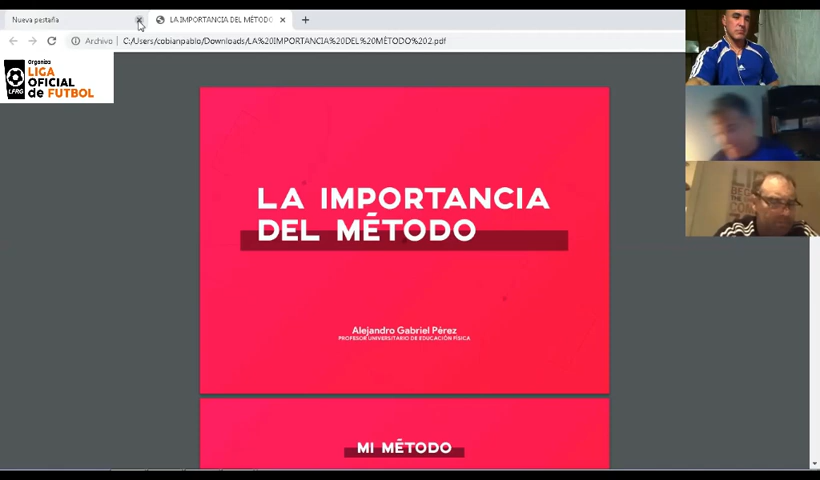 Nueva pestaña
LA IMPORTANCIA DEL MÉTODO
Archivo
C:/Users/cobianpablo/Downloads/LA%20IMPORTANCIA%20DEL%20MÉTODO%202.pdf
Organiza
LIGA
OFICIAL
de FUTBOL
LFRG
LA IMPORTANCIA
DEL MÉTODO
Alejandro Gabriel Pérez
PROFESOR UNIVERSITARIO DE EDUCACIÓN FÍSICA
MI MÉTODO